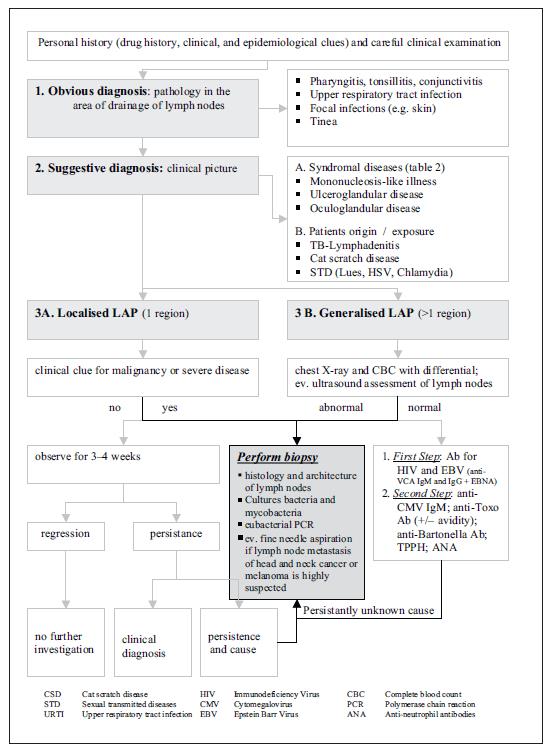 Personal history (drug history, clinical, and epidemiological clues) and careful clinical examination
1. Obvious diagnosis: pathology in the
area of drainage of lymph nodes
▪ Pharyngitis, tonsillitis, conjunctivitis
▪ Upper respiratory tract infection
▪ Focal infections (e.g. skin)
▪ Tinea
2. Suggestive diagnosis: clinical picture
A. Syndromal diseases (table 2)
▪ Mononucleosis-like illness
▪ Ulceroglandular disease
▪ Oculoglandular disease
B. Patients origin / exposure
▪ TB-Lymphadenitis
▪ Cat scratch disease
▪ STD (Lues, HSV, Chlamydia)
3A. Localised LAP (1 region)
3 B. Generalised LAP (>1 region)
clinical clue for malignancy or severe disease
chest X-ray and CBC with differential;
ev. ultrasound assessment of lymph nodes
no yes
abnormal normal
observe for 3–4 weeks
Perform biopsy
▪ histology and architecture
of lymph nodes
▪ Cultures bacteria and
mycobacteria
▪ eubacterial PCR
▪ ev. fine needle aspiration
if lymph node metastasis
of head and neck cancer or
melanoma is highly
suspected
1. First Step: Ab for
HIV and EBV (anti-
VCA IgM and IgG + EBNA)
2. Second Step: anti-
CMV IgM; anti-Toxo
Ab (+/– avidity);
anti-Bartonella Ab;
TPPH; ANA
regression
persistance
Persistantly unknown cause
no further
investigation
clinical
diagnosis
persistence
and cause
CSD Cat scratch disease HIV Immunodeficiency Virus CBC Complete blood count
STD Sexual transmitted diseases CMV Cytomegalovirus PCR Polymerase chain reaction
URTI Upper respiratory tract infection EBV Epstein Barr Virus ANA Anti-neutrophil antibodies